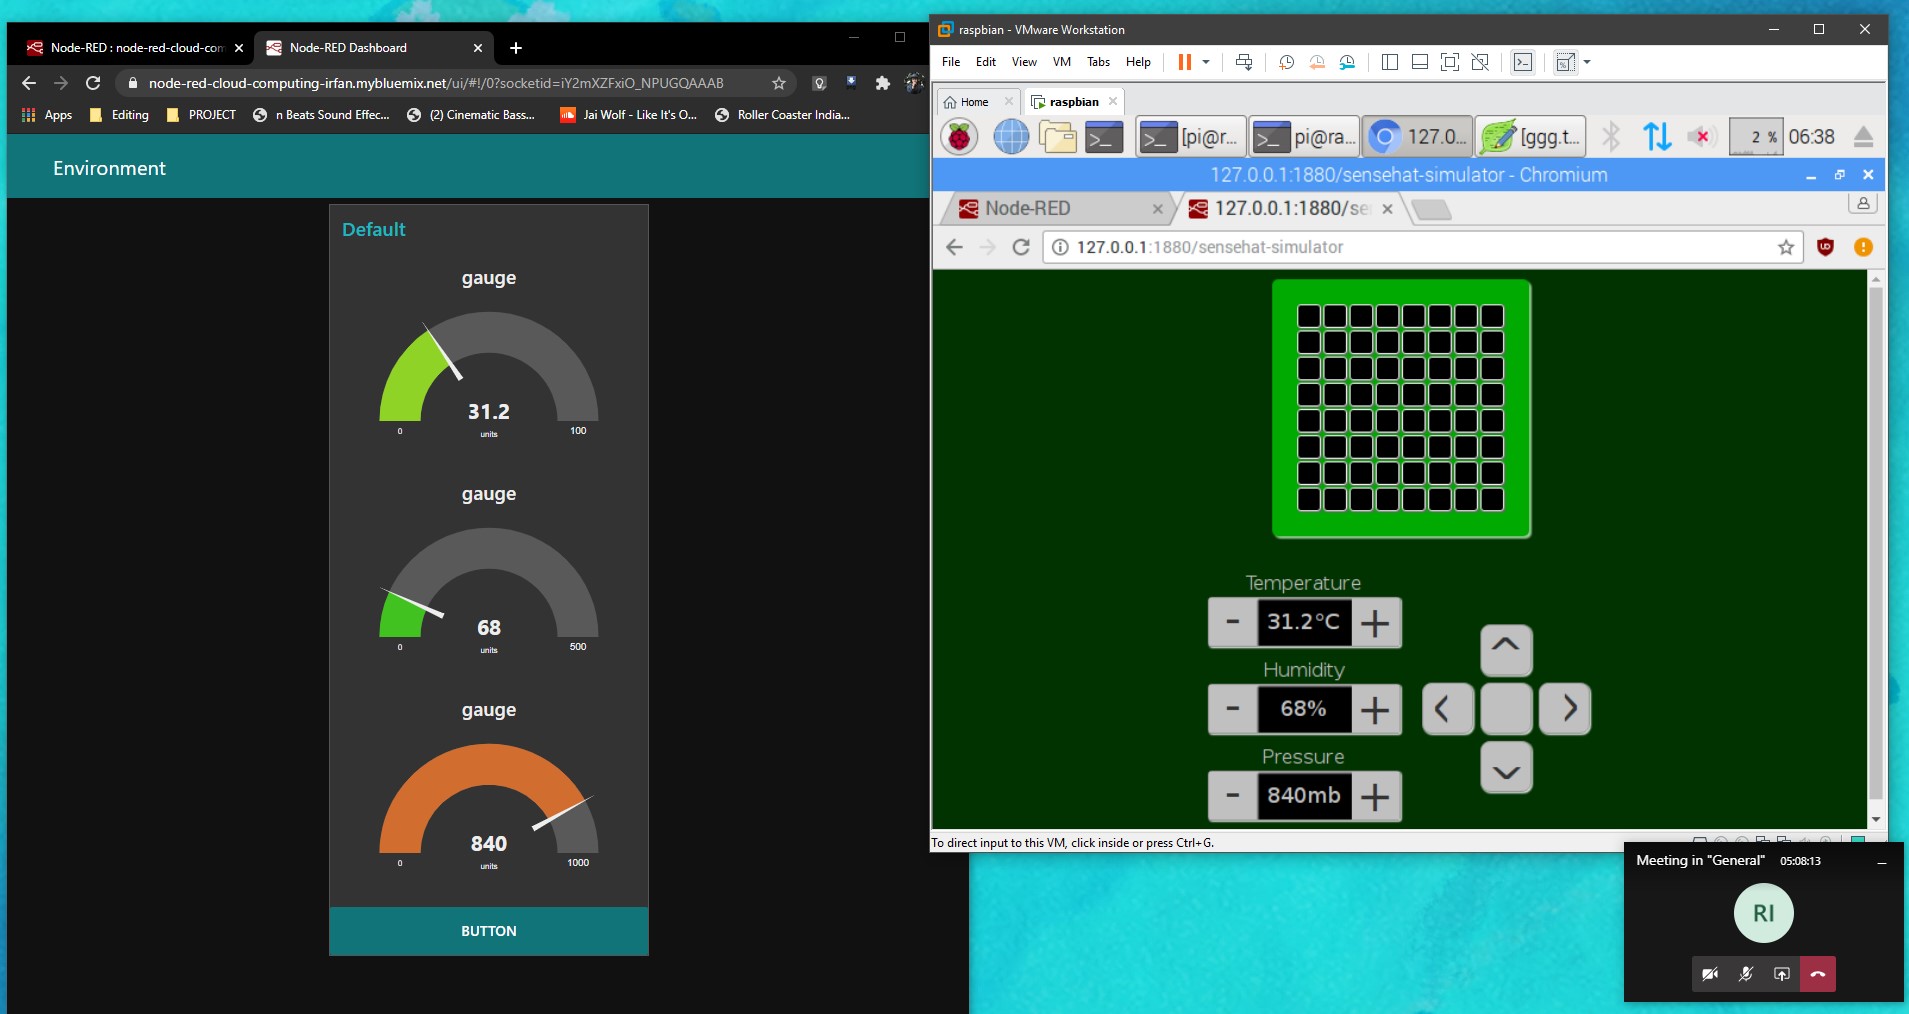 Node-RED : node-red-cloud-com
Node-RED Dashboard
node-red-cloud-computing-irfan.mybluemix.net/ui/#!/0?socketid=iY2mXZFxiO_NPUGQAAAB
Apps
Editing
PROJECT
n Beats Sound Effec...
(2) Cinematic Bass...
Jai Wolf - Like It's O...
Roller Coaster India...
Environment
Default
gauge
31.2
units
0
100
gauge
68
units
0
500
gauge
840
units
0
1000
BUTTON
raspbian - VMware Workstation
File Edit View VM Tabs Help
Home
raspbian
[pi@r...
pi@ra...
127.0...
[ggg.t...
2 %
06:38
127.0.0.1:1880/sensehat-simulator - Chromium
Node-RED
127.0.0.1:1880/se
127.0.0.1:1880/sensehat-simulator
Temperature
- 31.2°C +
Humidity
- 68% +
Pressure
- 840mb +
To direct input to this VM, click inside or press Ctrl+G.
Meeting in "General" 05:08:13
RI